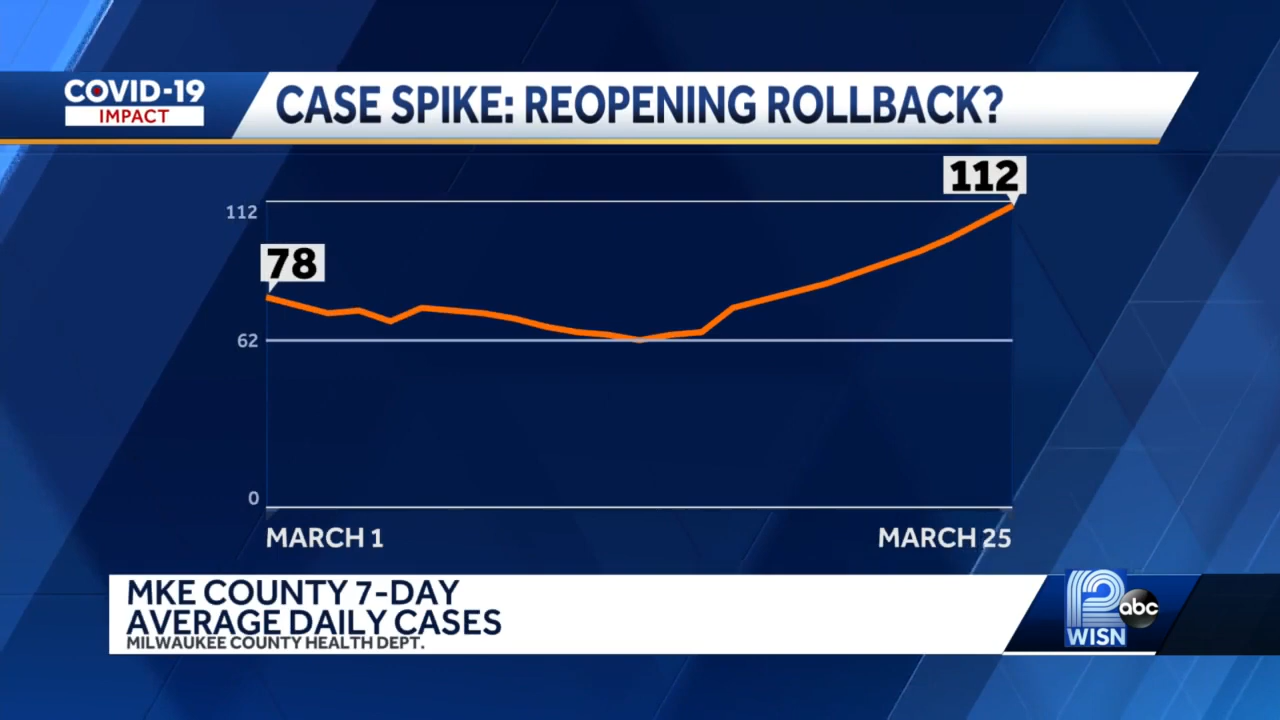 COVID-19
IMPACT
CASE SPIKE: REOPENING ROLLBACK?
112
112
78
62
0
MARCH 1
MARCH 25
MKE COUNTY 7-DAY
AVERAGE DAILY CASES
MILWAUKEE COUNTY HEALTH DEPT.
12
abc
WISN